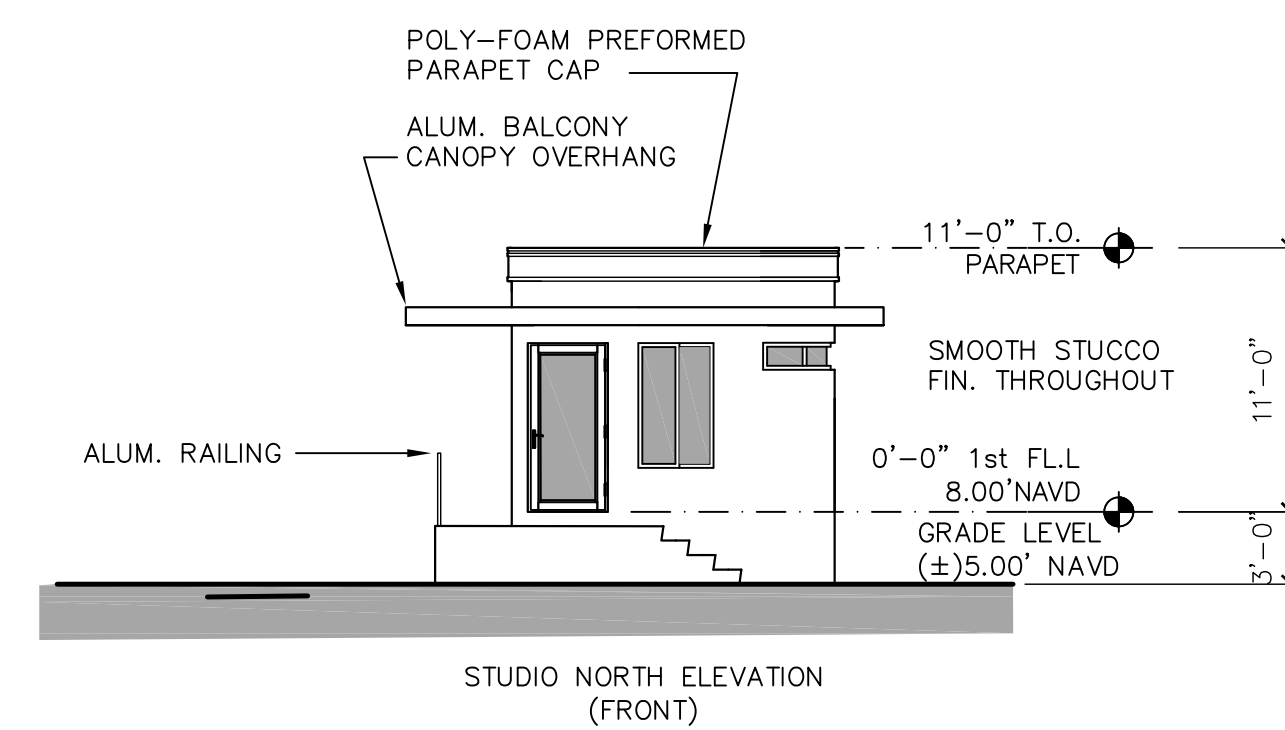 POLY-FOAM PREFORMED
PARAPET CAP
ALUM. BALCONY
CANOPY OVERHANG
11'-0" T.O.
PARAPET
SMOOTH STUCCO
FIN. THROUGHOUT
11'-0"
ALUM. RAILING
0'-0" 1st FL.L
8.00'NAVD
GRADE LEVEL
(±)5.00' NAVD
3'-0"
STUDIO NORTH ELEVATION
(FRONT)